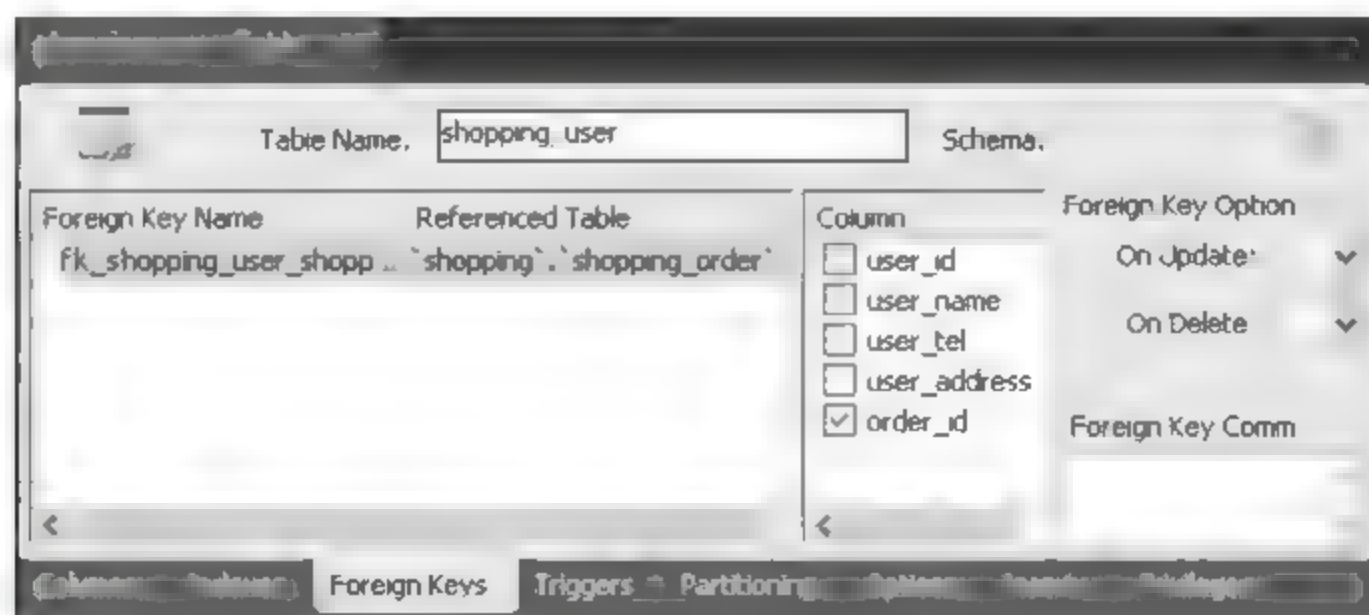 Table Name: shopping_user Schema:
Foreign Key Name Referenced Table
fk_shopping_user_shopp... `shopping`.`shopping_order`
Column
user_id
user_name
user_tel
user_address
order_id
Foreign Key Option
On Update:
On Delete
Foreign Key Comm
Foreign Keys Triggers Partitioning